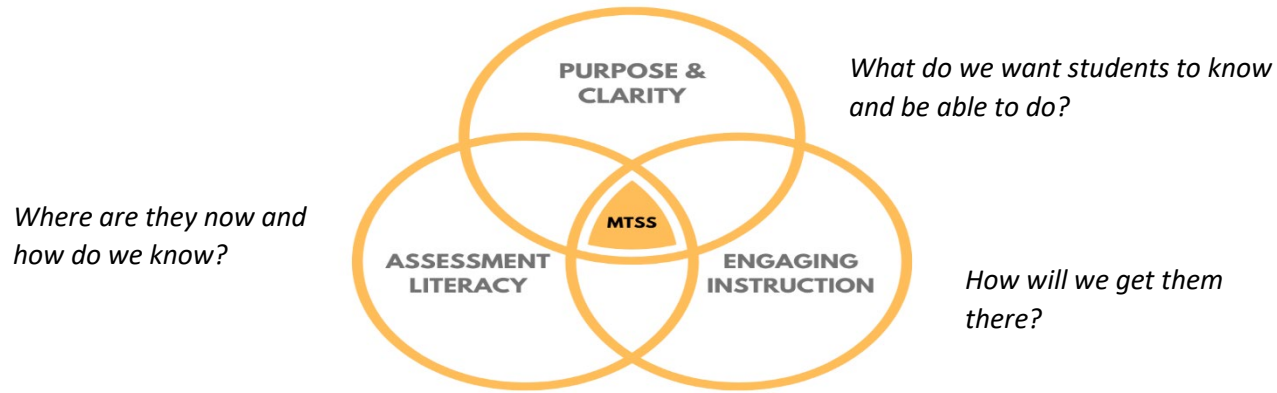 PURPOSE &
CLARITY
What do we want students to know
and be able to do?
Where are they now and
how do we know?
MTSS
ASSESSMENT
LITERACY
ENGAGING
INSTRUCTION
How will we get them
there?